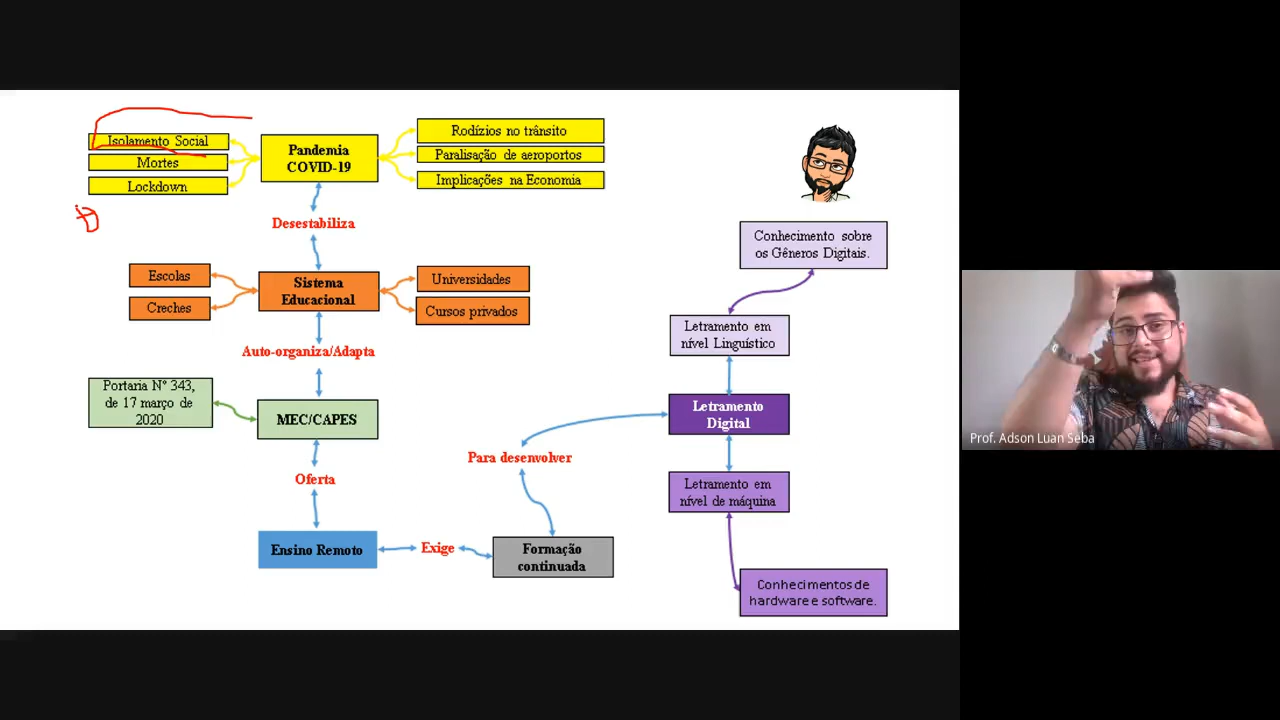 Isolamento Social
Mortes
Lockdown
Pandemia
COVID-19
Rodízios no trânsito
Paralisação de aeroportos
Implicações na Economia
Desestabiliza
Escolas
Creches
Sistema
Educacional
Universidades
Cursos privados
Auto-organiza/Adapta
Portaria N° 343,
de 17 março de
2020
MEC/CAPES
Oferta
Ensino Remoto
Exige
Formação
continuada
Para desenvolver
Conhecimento sobre
os Gêneros Digitais.
Letramento em
nível Linguístico
Letramento
Digital
Letramento em
nível de máquina
Conhecimentos de
hardware e software.
Prof. Adson Luan Seba